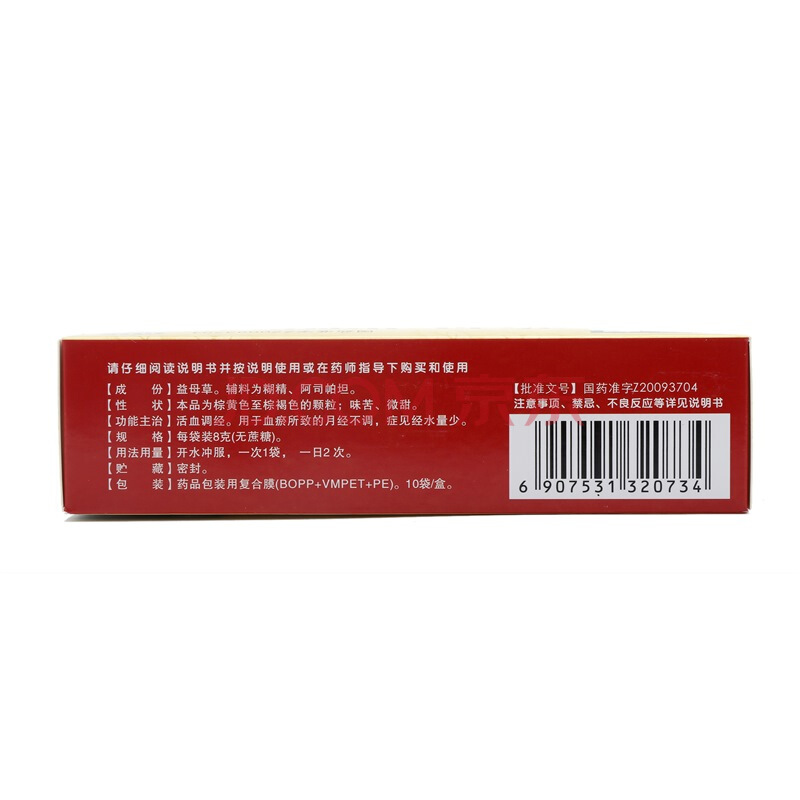 请仔细阅读说明书并按说明使用或在药师指导下购买和使用
【成 份】益母草。辅料为糊精、阿司帕坦。
【性 状】本品为棕黄色至棕褐色的颗粒；味苦、微甜。
【功能主治】活血调经。用于血瘀所致的月经不调，症见经水量少。
【规 格】每袋装8克(无蔗糖)。
【用法用量】开水冲服，一次1袋，一日2次。
【贮 藏】密封。
【包 装】药品包装用复合膜(BOPP+VMPET+PE)。10袋/盒。
【批准文号】国药准字Z20093704
注意事项、禁忌、不良反应等详见说明书
6 907531 320734
京东